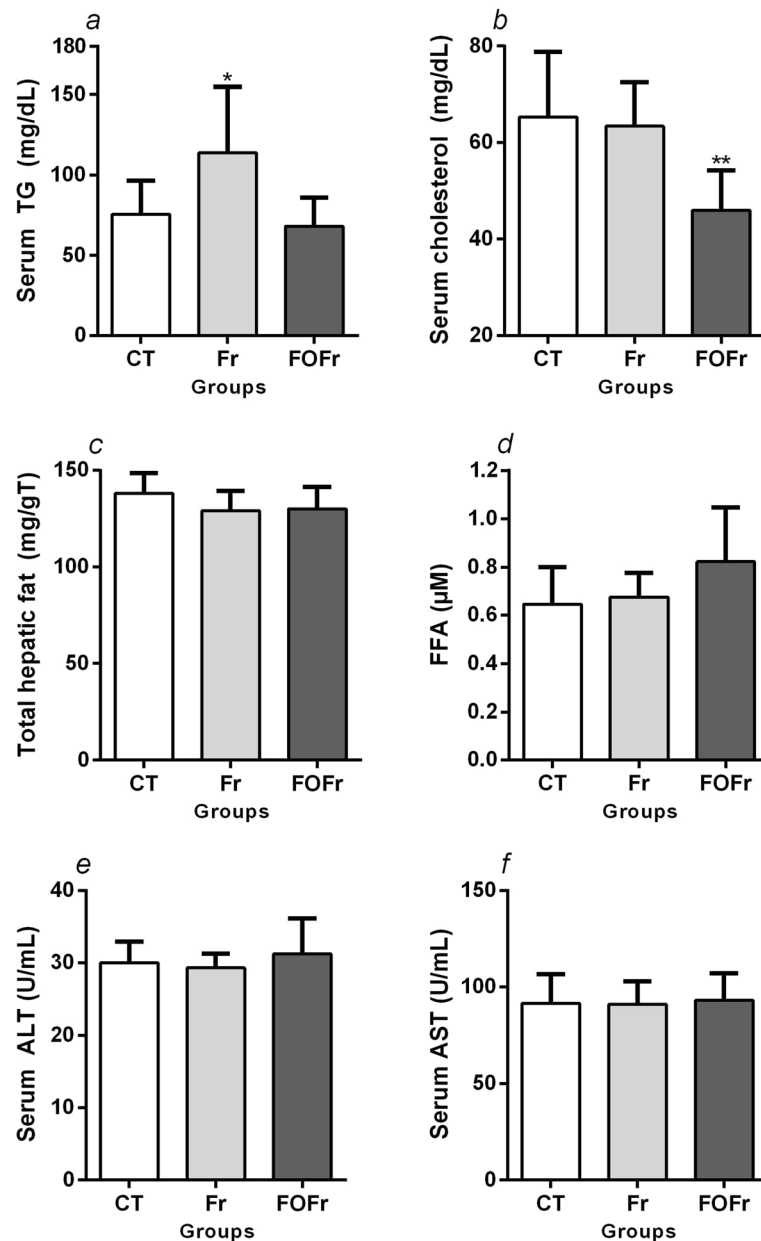 a
Serum TG (mg/dL)
180
150
100
50
0
*
CT Fr FOFr
Groups
b
Serum cholesterol (mg/dL)
80
60
40
20
**
CT Fr FOFr
Groups
c
Total hepatic fat (mg/gT)
150
100
50
0
CT Fr FOFr
Groups
d
FFA (µM)
1.2
1.0
0.8
0.6
0.4
0.2
0.0
CT Fr FOFr
Groups
e
Serum ALT (U/mL)
40
30
20
10
0
CT Fr FOFr
Groups
f
Serum AST (U/mL)
150
100
50
0
CT Fr FOFr
Groups